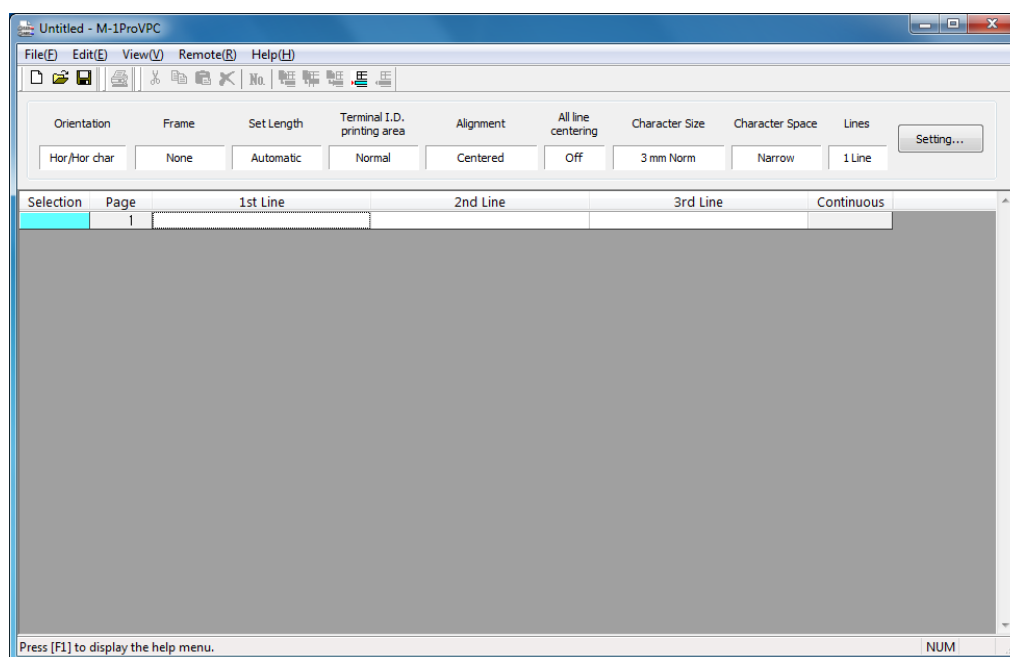 Untitled - M-1ProVPC
File(F) Edit(E) View(V) Remote(R) Help(H)
No.
Orientation Frame Set Length Terminal I.D. printing area Alignment All line centering Character Size Character Space Lines
Setting...
Hor/Hor char None Automatic Normal Centered Off 3 mm Norm Narrow 1 Line
Selection Page 1st Line 2nd Line 3rd Line Continuous
1
Press [F1] to display the help menu. NUM